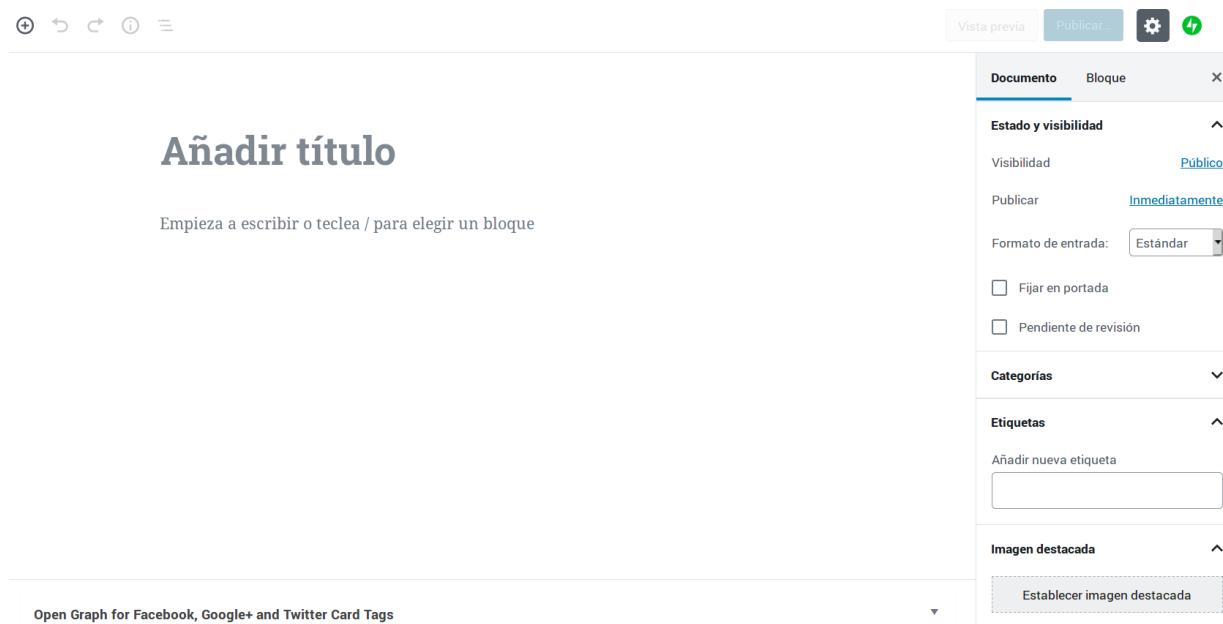 Vista previa
Publicar...
Documento
Bloque
Estado y visibilidad
Visibilidad
Público
Publicar
Inmediatamente
Formato de entrada:
Estándar
Fijar en portada
Pendiente de revisión
Categorías
Etiquetas
Añadir nueva etiqueta
Imagen destacada
Establecer imagen destacada
Añadir título
Empieza a escribir o teclea / para elegir un bloque
Open Graph for Facebook, Google+ and Twitter Card Tags